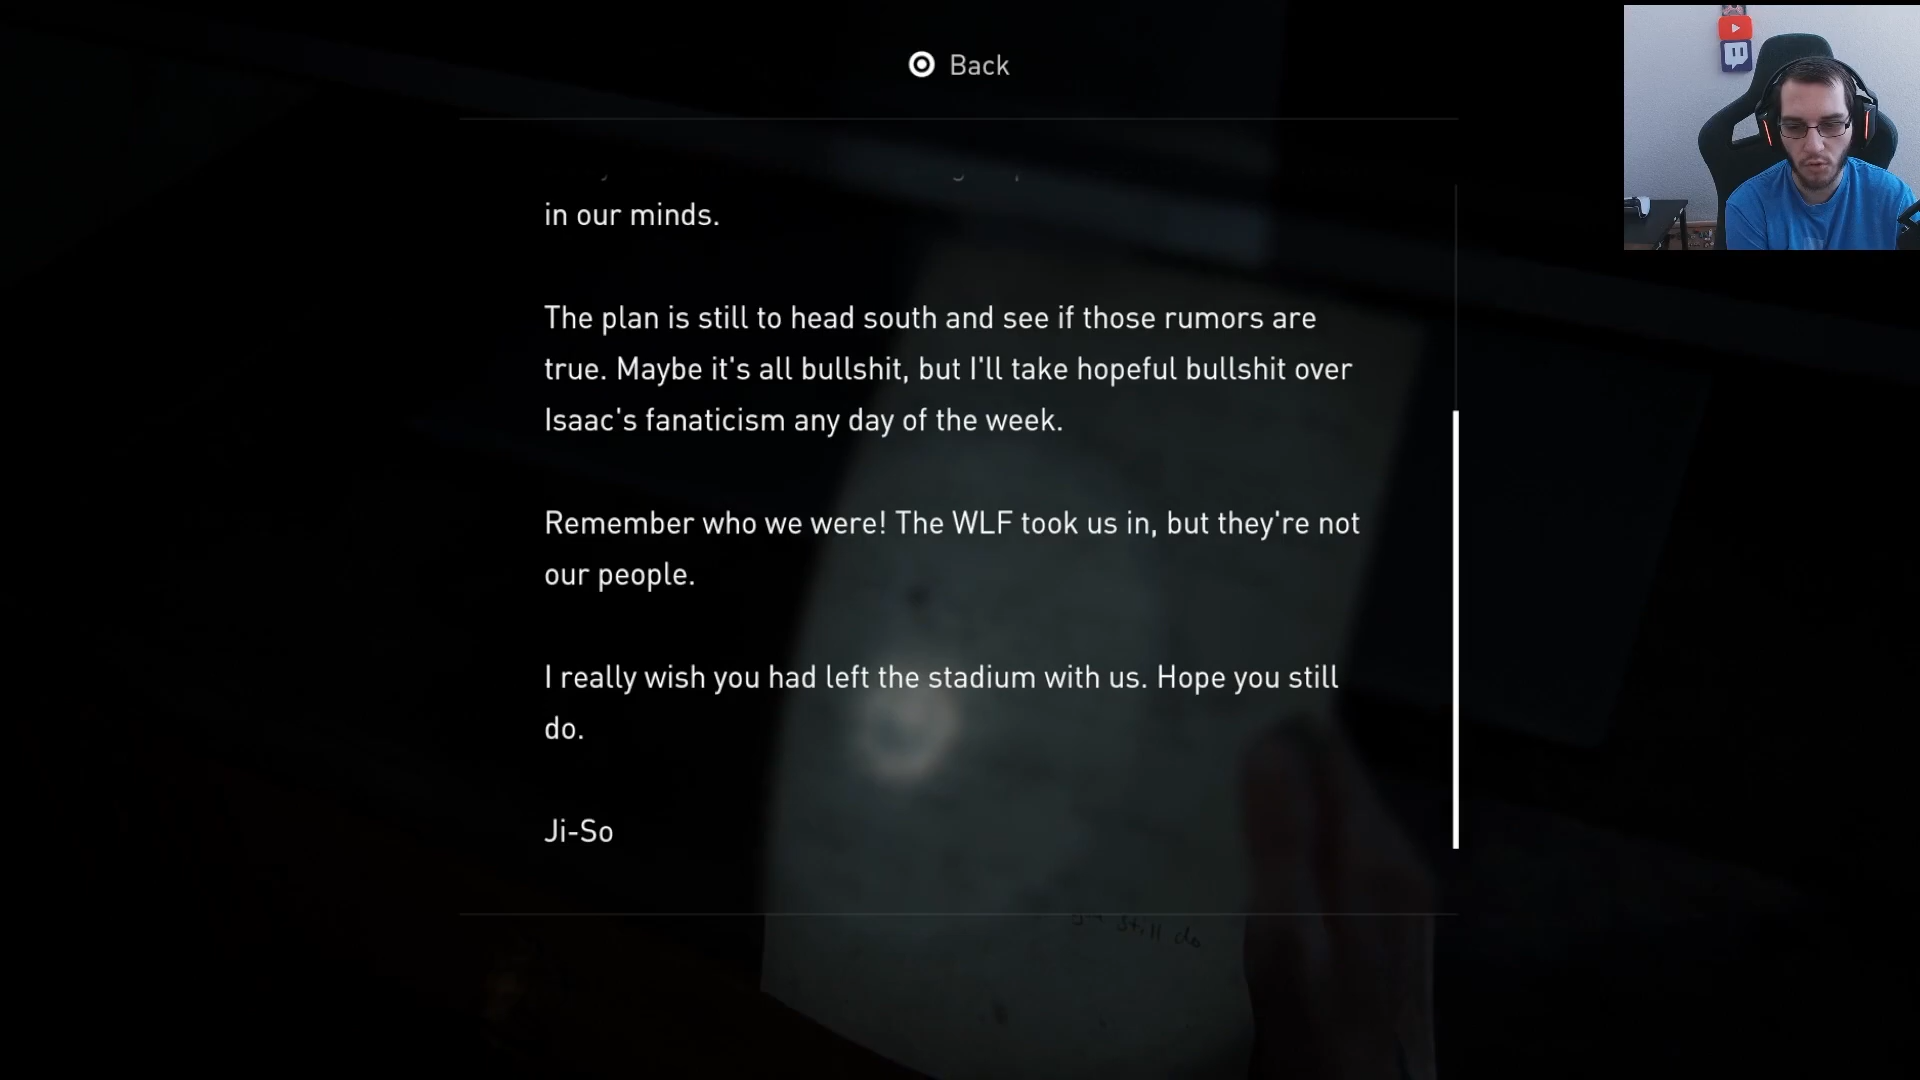 Back
in our minds.
The plan is still to head south and see if those rumors are
true. Maybe it's all bullshit, but I'll take hopeful bullshit over
Isaac's fanaticism any day of the week.
Remember who we were! The WLF took us in, but they're not
our people.
I really wish you had left the stadium with us. Hope you still
do.
Ji-So
still do